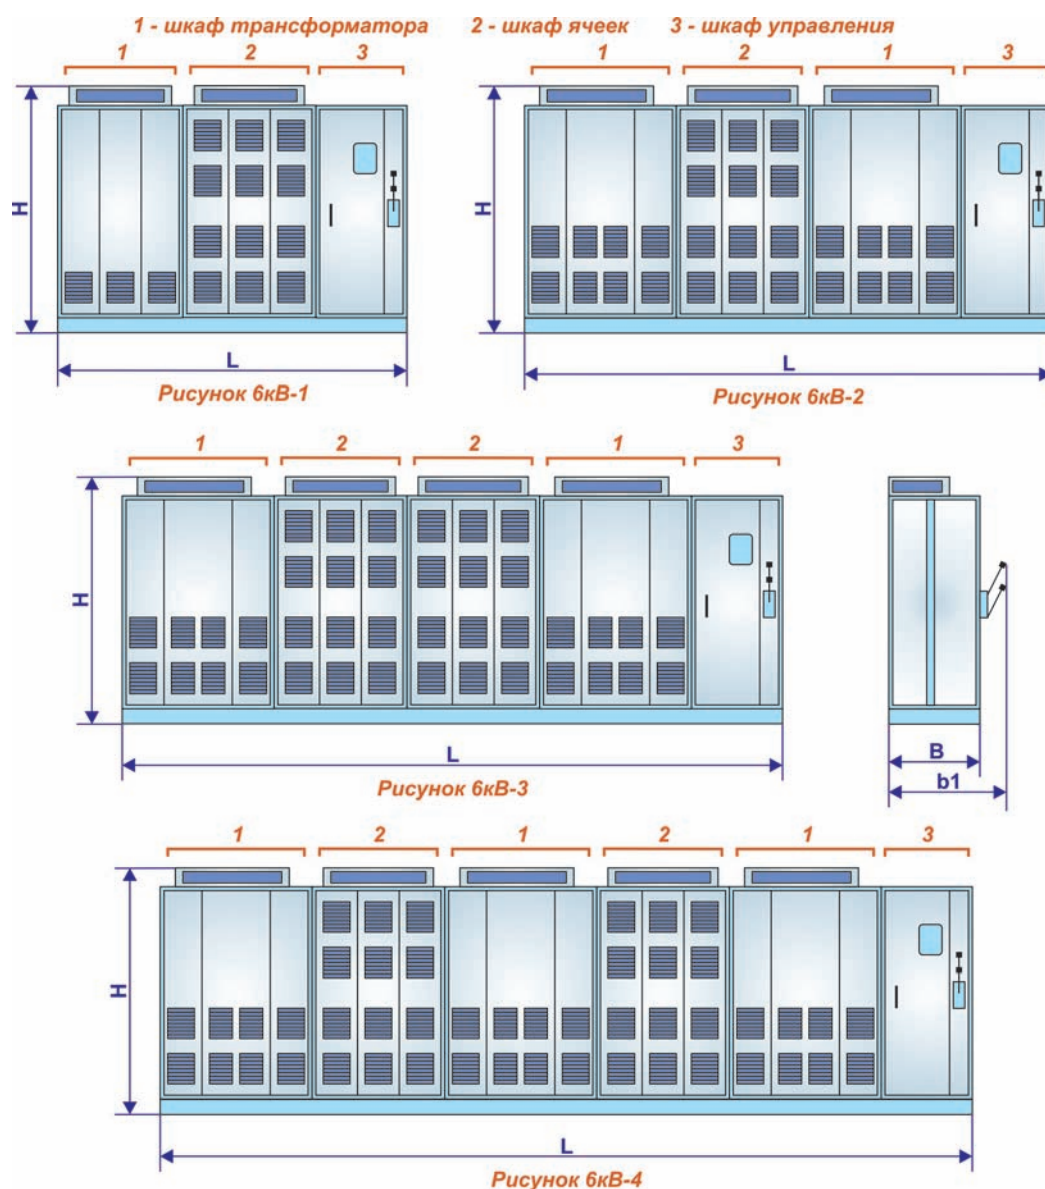 1 - шкаф трансформатора 2 - шкаф ячеек 3 - шкаф управления
1 2 3
H
L
Рисунок 6кВ-1
1 2 1 3
H
L
Рисунок 6кВ-2
1 2 2 1 3
H
L
Рисунок 6кВ-3
B
b1
1 2 1 2 1 3
H
L
Рисунок 6кВ-4